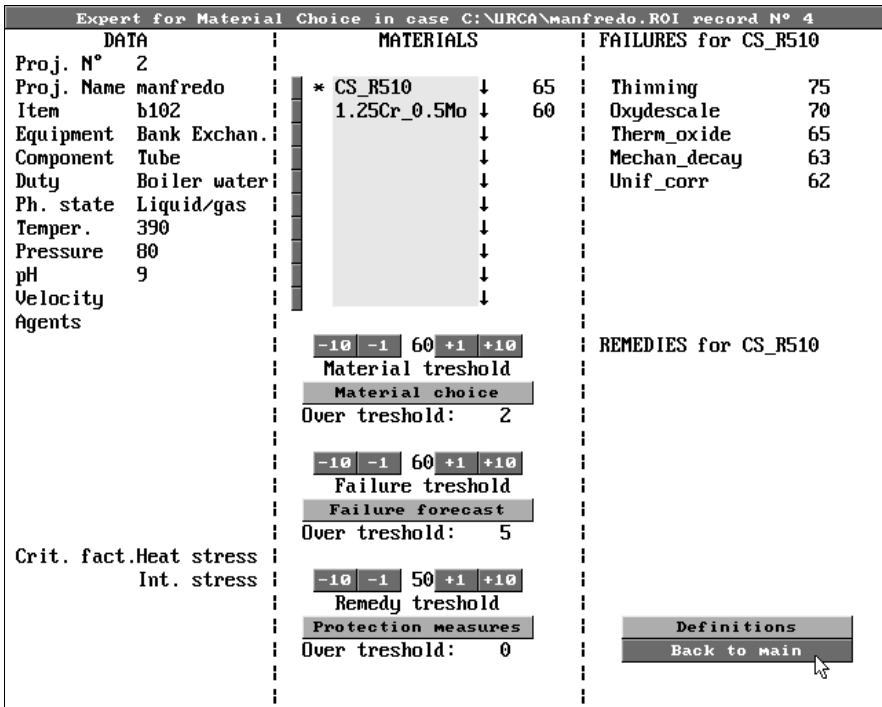 Expert for Material Choice in case C:\URCA\manfredo.ROI record Nº 4
DATA
Proj. Nº 2
Proj. Name manfredo
Item b102
Equipment Bank Exchan.
Component Tube
Duty Boiler water
Ph. state Liquid/gas
Temper. 390
Pressure 80
pH 9
Velocity
Agents
Crit. fact.Heat stress
Int. stress
MATERIALS
* CS_R510 ↓ 65
1.25Cr_0.5Mo ↓ 60
↓
↓
↓
↓
↓
↓
↓
↓
-10 -1 60 +1 +10
Material treshold
Material choice
Over treshold: 2
-10 -1 60 +1 +10
Failure treshold
Failure forecast
Over treshold: 5
-10 -1 50 +1 +10
Remedy treshold
Protection measures
Over treshold: 0
FAILURES for CS_R510
Thinning 75
Oxydescale 70
Therm_oxide 65
Mechan_decay 63
Unif_corr 62
REMEDIES for CS_R510
Definitions
Back to main